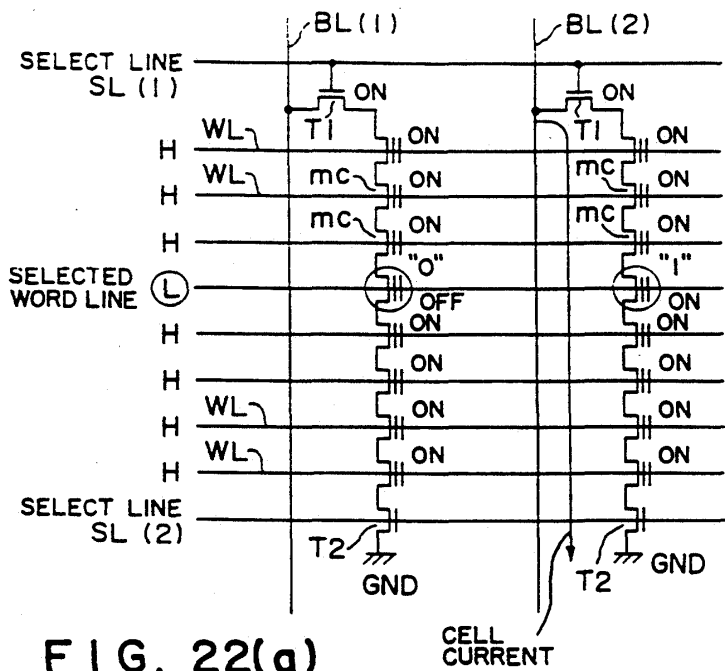 BL(1) BL(2)
SELECT LINE
SL (1)
ON ON
T1 T1
H WL ON ON
H WL mc ON mc ON
H mc ON mc ON
"0" "1"
SELECTED
WORD LINE L
OFF ON
H ON ON
H ON ON
H WL ON ON
H WL ON ON
SELECT LINE
SL (2)
T2 T2
GND GND
CELL
CURRENT
FIG. 22(a)